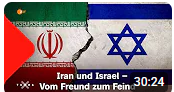 Iran und Israel –
Vom Freund zum Feind
30:24